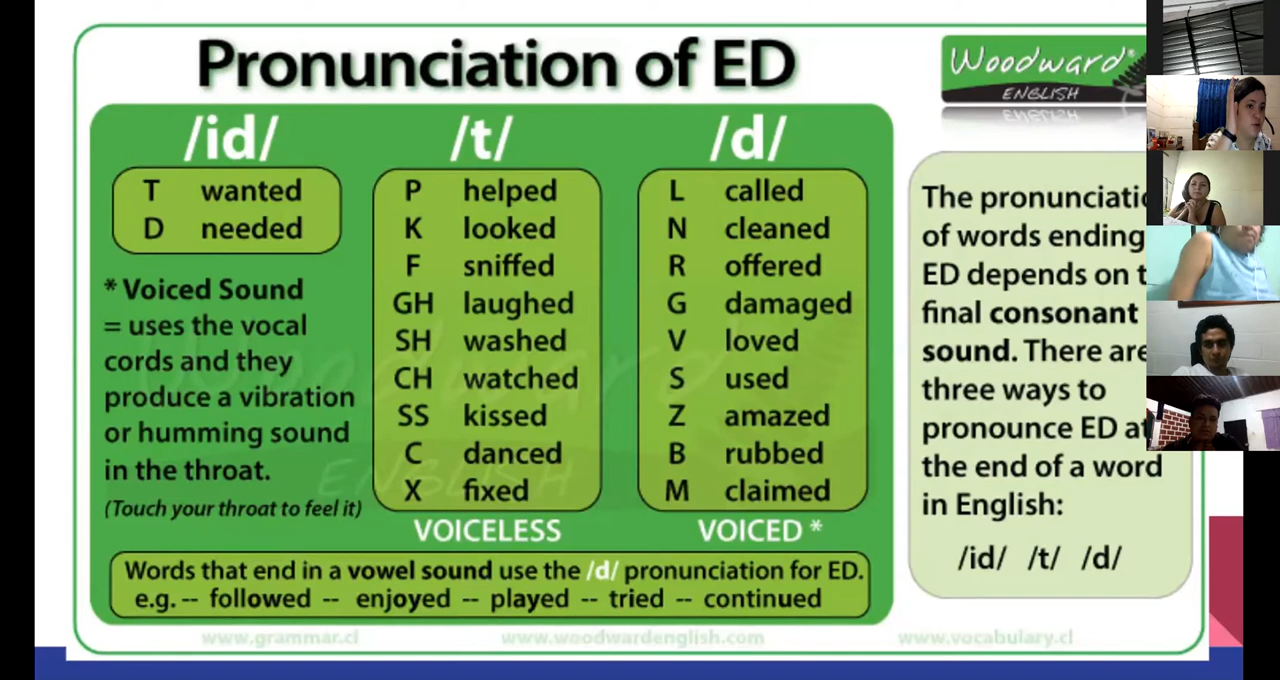 Pronunciation of ED
Woodward®
ENGLISH
/id/
T wanted
D needed
* Voiced Sound
= uses the vocal
cords and they
produce a vibration
or humming sound
in the throat.
(Touch your throat to feel it)
/t/
P helped
K looked
F sniffed
GH laughed
SH washed
CH watched
SS kissed
C danced
X fixed
VOICELESS
/d/
L called
N cleaned
R offered
G damaged
V loved
S used
Z amazed
B rubbed
M claimed
VOICED *
Words that end in a vowel sound use the /d/ pronunciation for ED.
e.g. -- followed -- enjoyed -- played -- tried -- continued
The
of words ending
ED depends on
final consonant
sound. There are
three ways to
pronounce ED
the end of a word
in English:
/id/ /t/ /d/
www.grammar.cl www.woodwardenglish.com www.vocabulary.cl